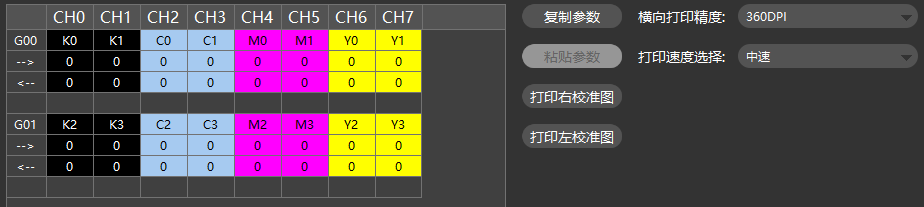 CH0 CH1 CH2 CH3 CH4 CH5 CH6 CH7
G00 K0 K1 C0 C1 M0 M1 Y0 Y1
--> 0 0 0 0 0 0 0 0
<-- 0 0 0 0 0 0 0 0
G01 K2 K3 C2 C3 M2 M3 Y2 Y3
--> 0 0 0 0 0 0 0 0
<-- 0 0 0 0 0 0 0 0
复制参数 横向打印精度: 360DPI
粘贴参数 打印速度选择: 中速
打印右校准图
打印左校准图